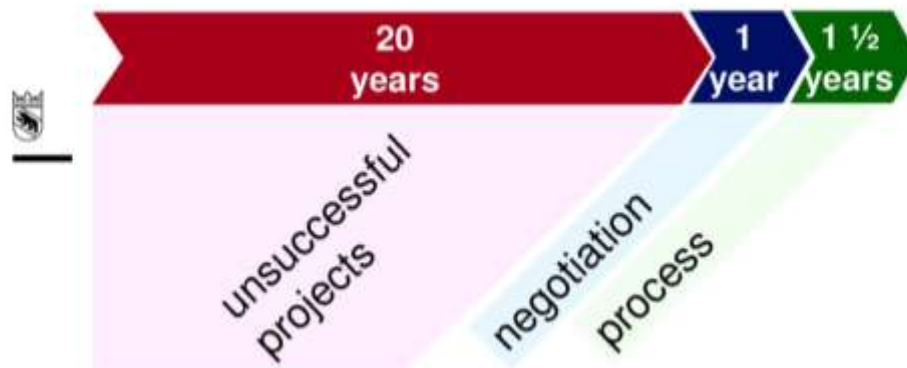 20
years
1
year
1 ½
years
unsuccessful
projects
negotiation
process